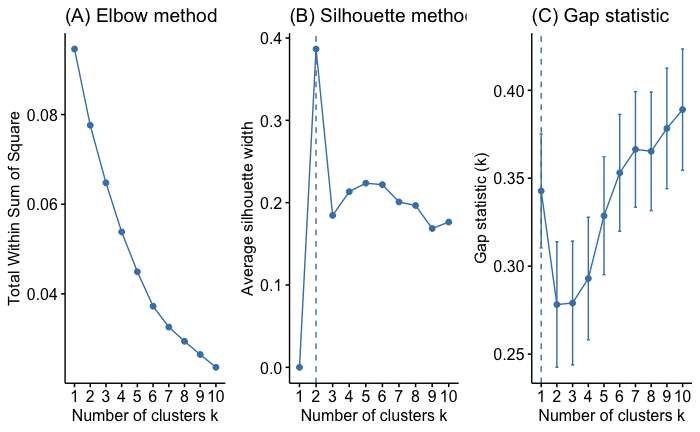 (A) Elbow method
Total Within Sum of Square
0.08
0.06
0.04
1 2 3 4 5 6 7 8 9 10
Number of clusters k
(B) Silhouette metho
Average silhouette width
0.4
0.3
0.2
0.1
0.0
1 2 3 4 5 6 7 8 9 10
Number of clusters k
(C) Gap statistic
Gap statistic (k)
0.40
0.35
0.30
0.25
1 2 3 4 5 6 7 8 9 10
Number of clusters k